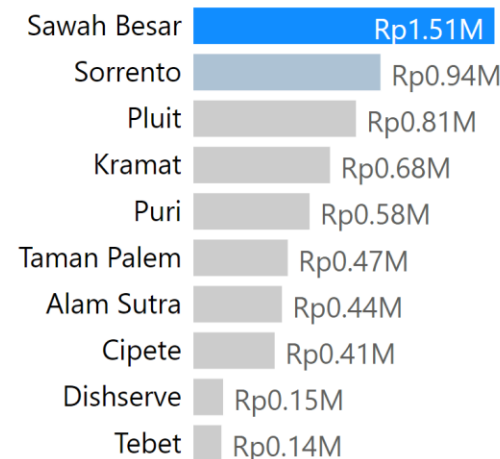 Sawah Besar Rp1.51M
Sorrento Rp0.94M
Pluit Rp0.81M
Kramat Rp0.68M
Puri Rp0.58M
Taman Palem Rp0.47M
Alam Sutra Rp0.44M
Cipete Rp0.41M
Dishserve Rp0.15M
Tebet Rp0.14M